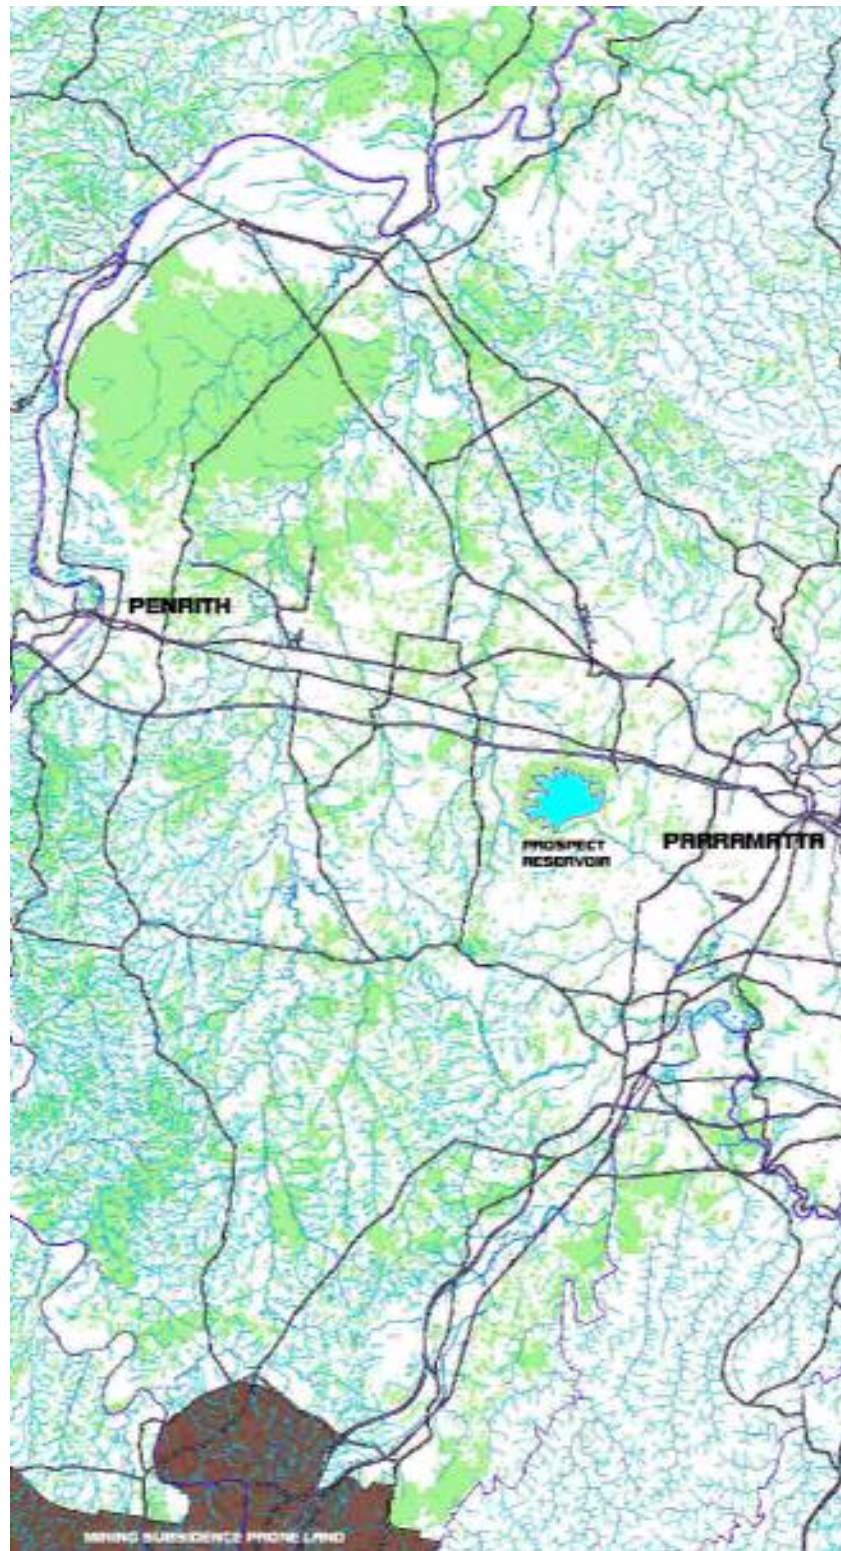 PENRITH
PROSPECT
RESERVOIR
PARRAMATTA
MINING SUBSIDENCE PRONE LAND